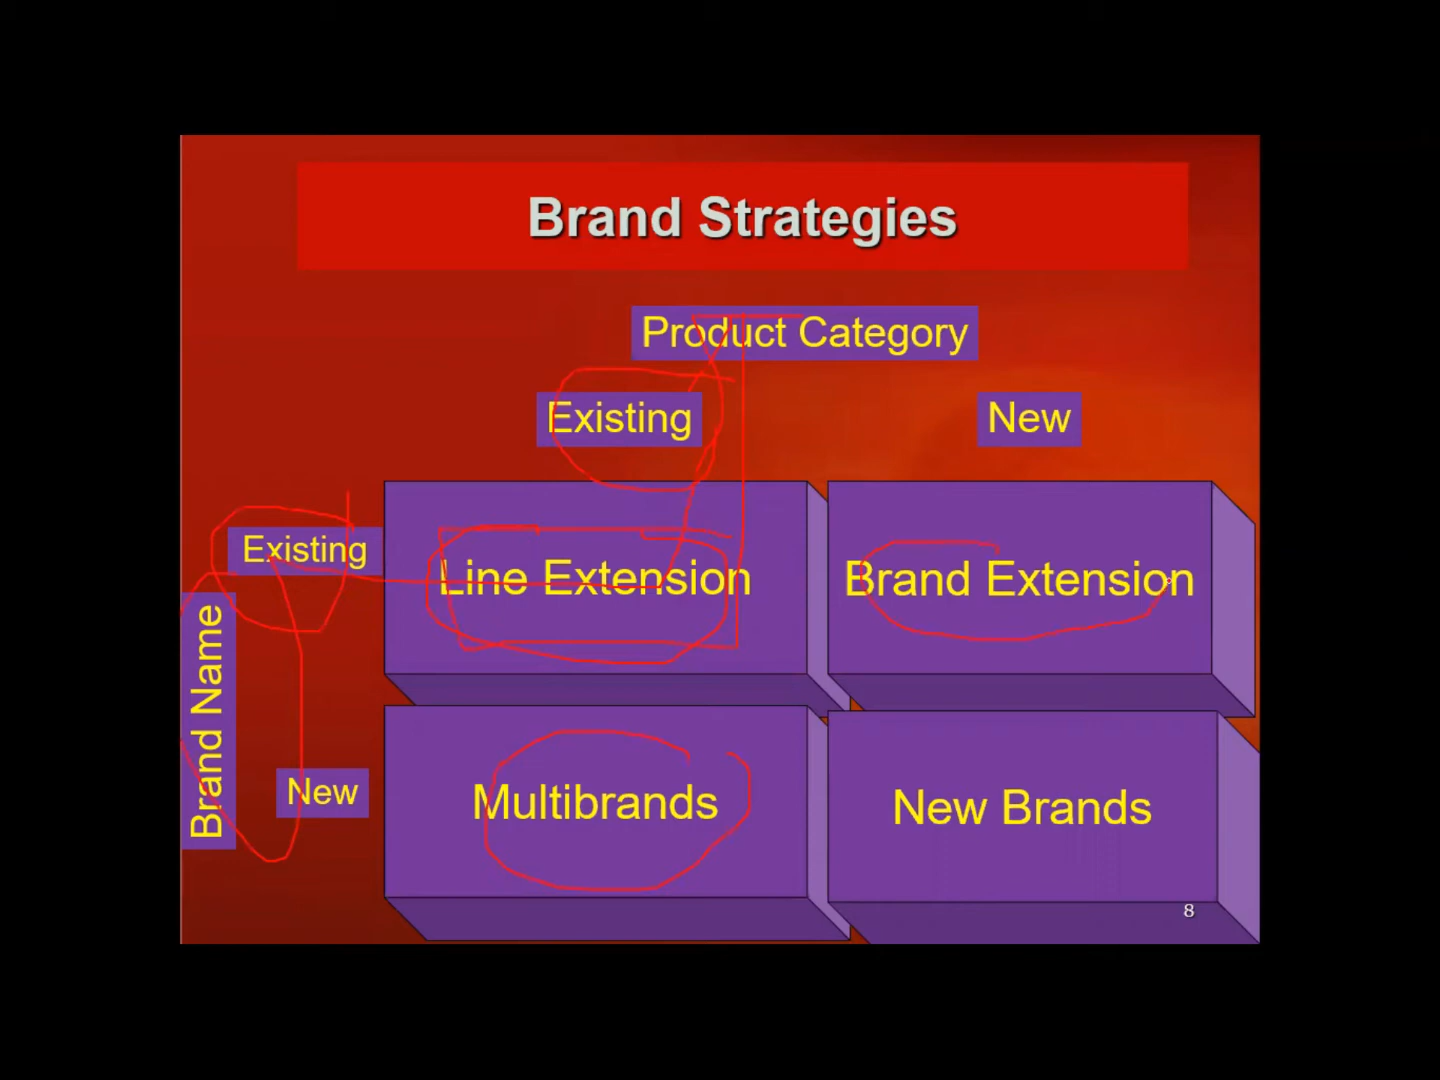 Brand Strategies
Product Category
Existing
New
Existing
Line Extension
Brand Extension
Brand Name
New
Multibrands
New Brands
8